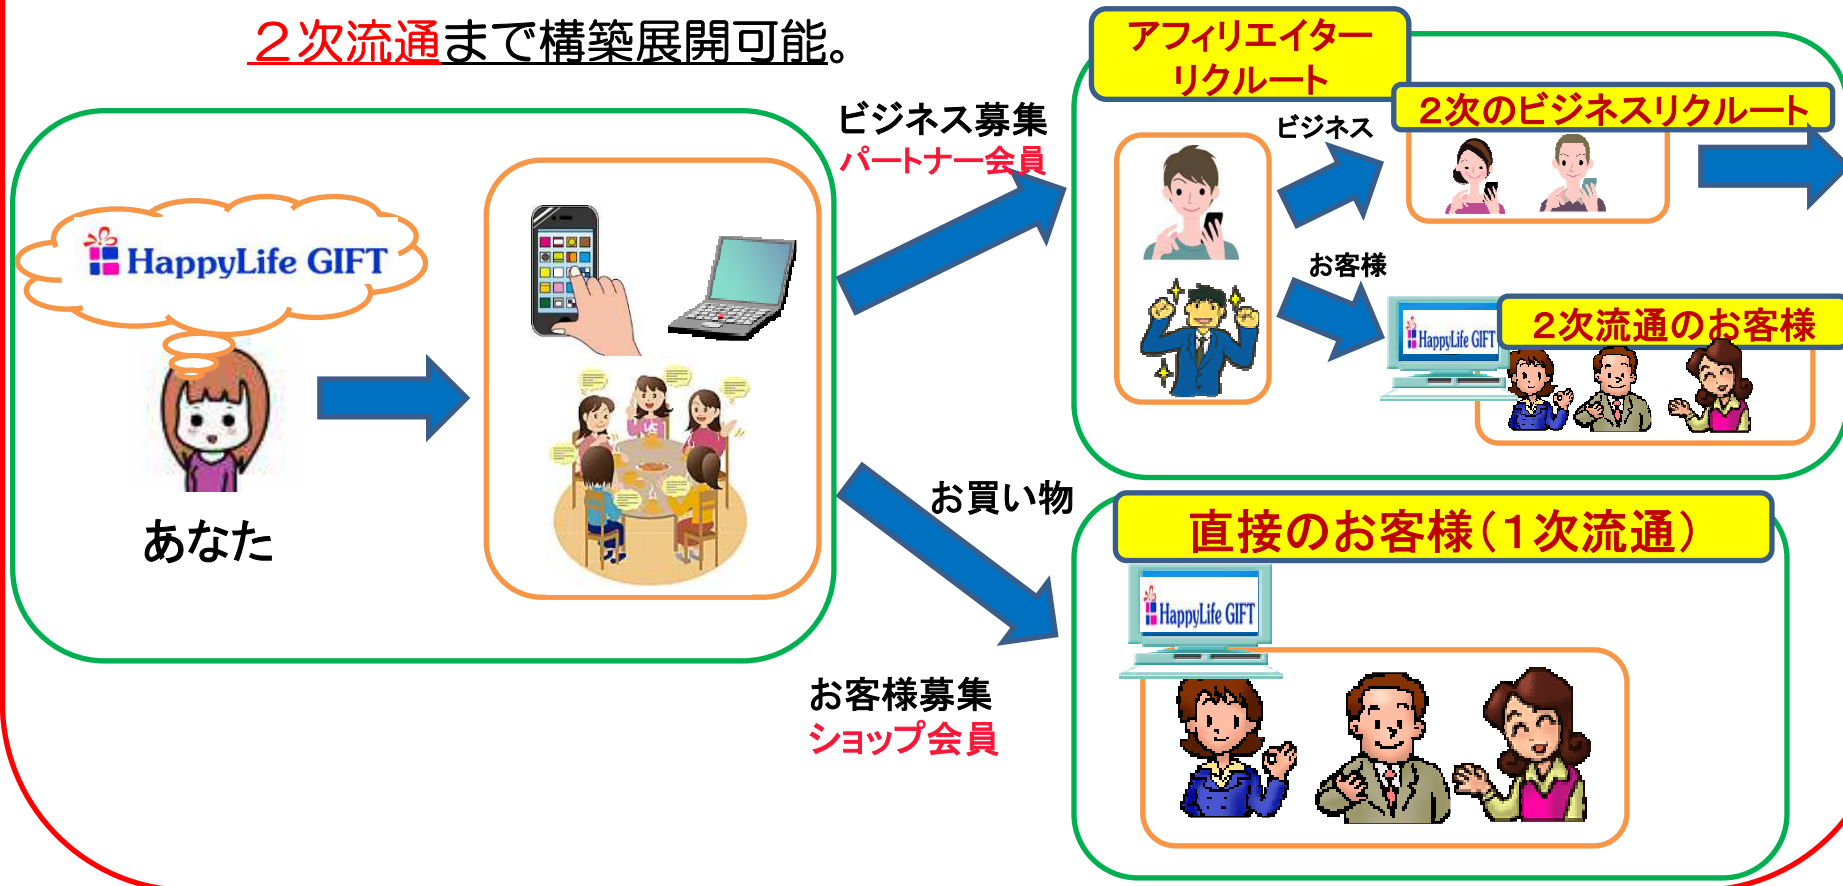 ２次流通まで構築展開可能。
アフィリエイター
リクルート
ビジネス募集
パートナー会員
ビジネス
２次のビジネスリクルート
HappyLife GIFT
お客様
HappyLife GIFT
２次流通のお客様
あなた
お買い物
直接のお客様（１次流通）
HappyLife GIFT
お客様募集
ショップ会員